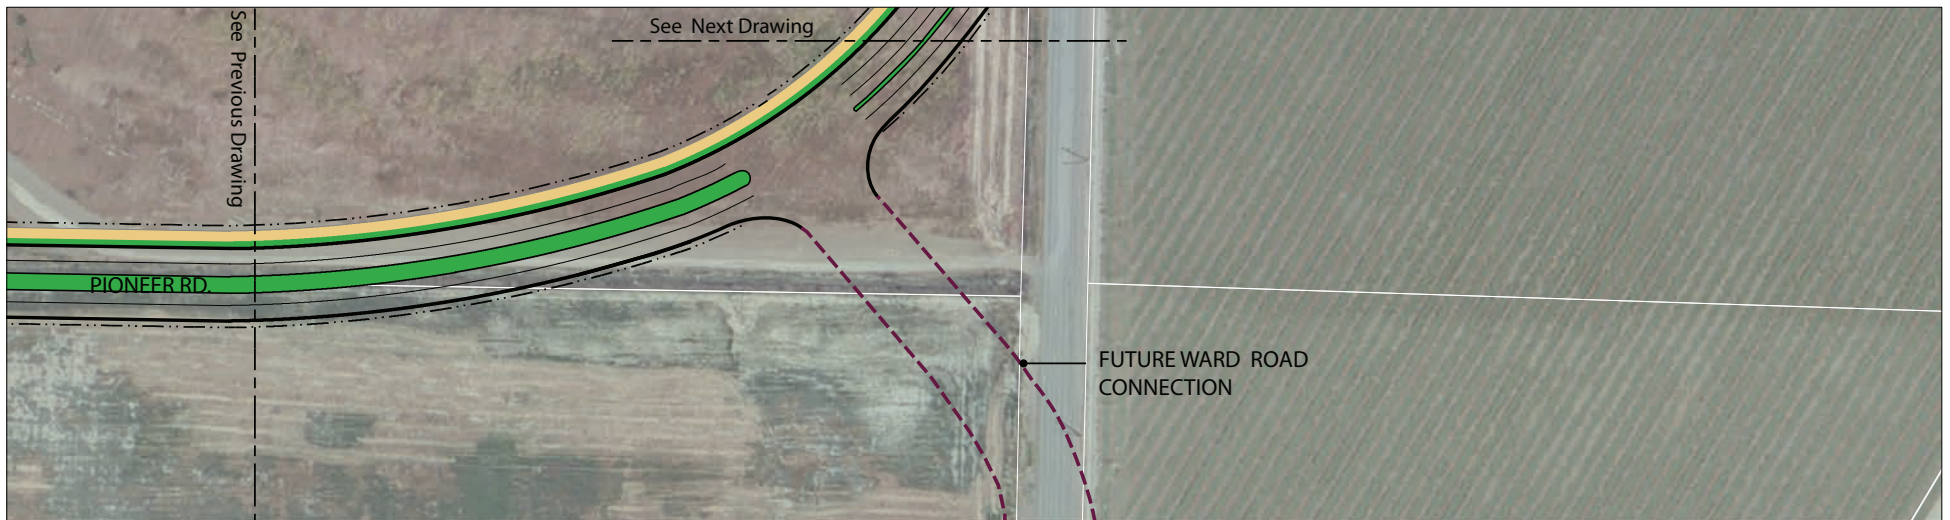 See Previous Drawing
See Next Drawing
PIONEER RD.
FUTURE WARD ROAD
CONNECTION